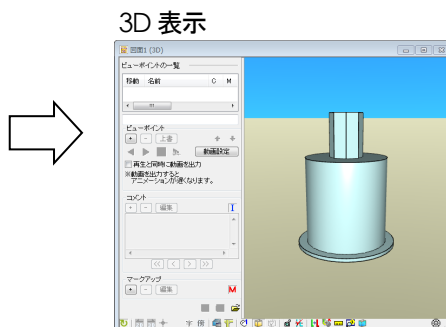 3D 表示
図面1 (3D)
ビューポイントの一覧
移動 名前 C M
ビューポイント
上書
動画設定
再生と同時に動画を出力
※動画を出力すると
アニメーションが遅くなります。
コメント
編集
マークアップ
編集
M